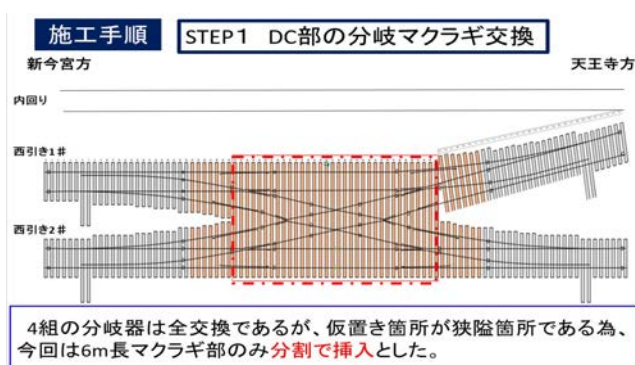 施工手順 STEP1 DC部の分岐マクラギ交換
新今宮方 天王寺方
内回り
西引き1#
西引き2#
4組の分岐器は全交換であるが、仮置き箇所が狭隘箇所である為、
今回は6m長マクラギ部のみ分割で挿入とした。